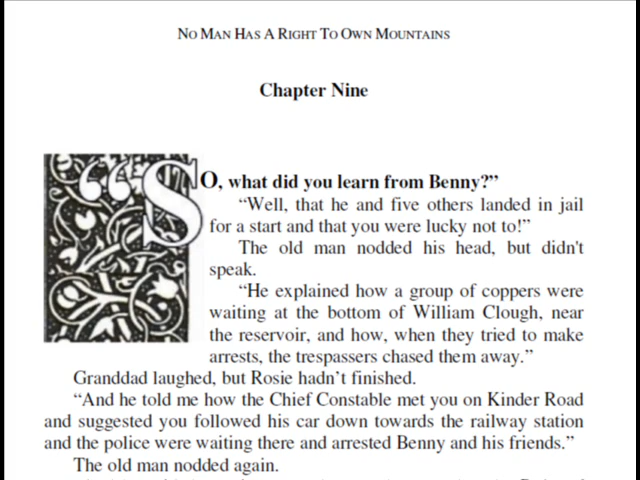 NO MAN HAS A RIGHT TO OWN MOUNTAINS
Chapter Nine
“SO, what did you learn from Benny?”
“Well, that he and five others landed in jail
for a start and that you were lucky not to!”
The old man nodded his head, but didn't
speak.
“He explained how a group of coppers were
waiting at the bottom of William Clough, near
the reservoir, and how, when they tried to make
arrests, the trespassers chased them away.”
Granddad laughed, but Rosie hadn’t finished.
“And he told me how the Chief Constable met you on Kinder Road
and suggested you followed his car down towards the railway station
and the police were waiting there and arrested Benny and his friends.”
The old man nodded again.